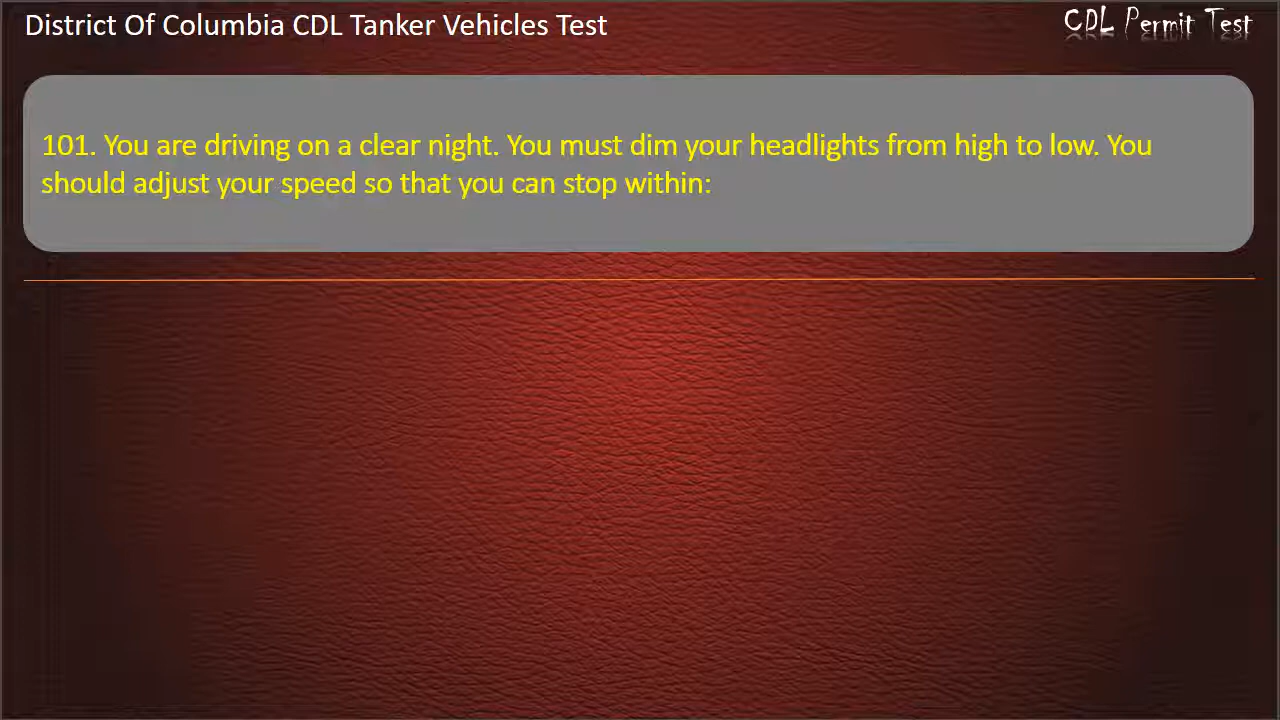 District Of Columbia CDL Tanker Vehicles Test
CDL Permit Test
101. You are driving on a clear night. You must dim your headlights from high to low. You
should adjust your speed so that you can stop within: